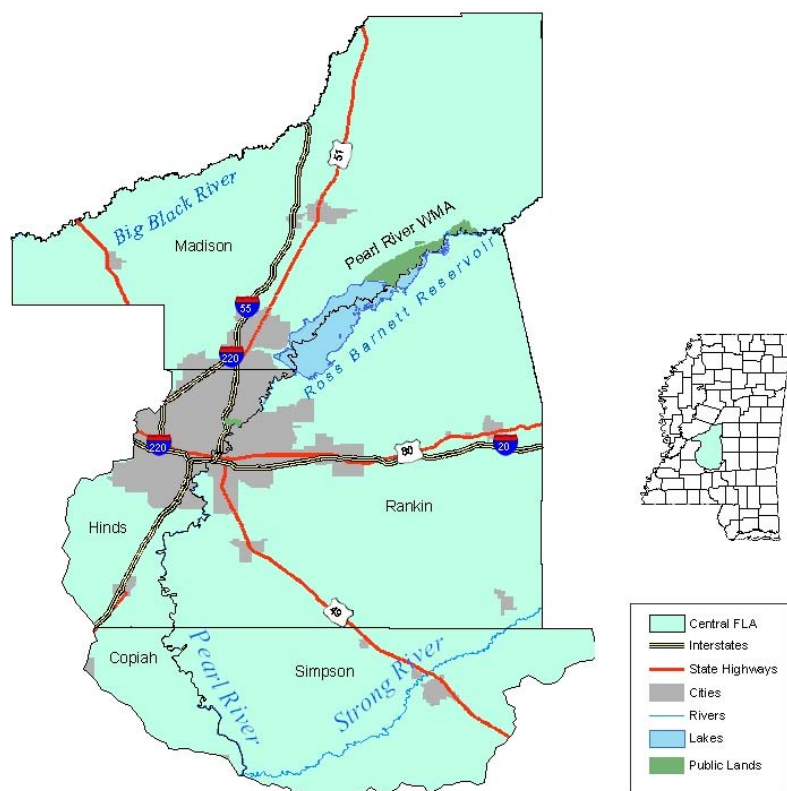 51
Big Black River
Madison
Pearl River WMA
55
Ross Barnett Reservoir
220
220
80
20
Hinds
Rankin
49
Copiah
Simpson
Pearl River
Strong River
Central FLA
Interstates
State Highways
Cities
Rivers
Lakes
Public Lands